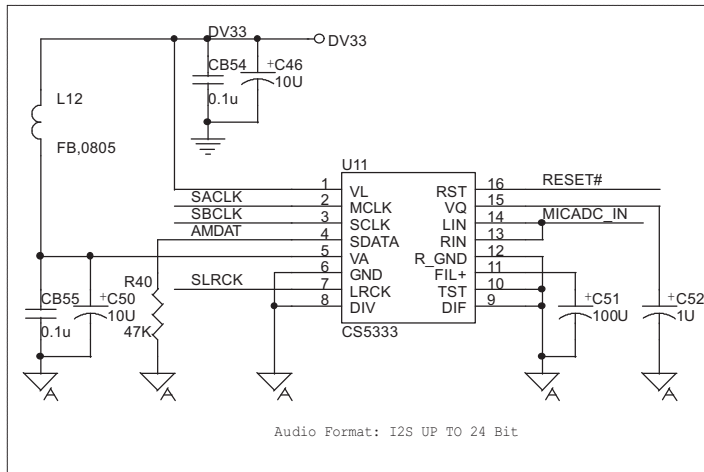 DV33
DV33
CB54
+C46
10U
0.1u
L12
FB,0805
U11
1 VL RST 16 RESET#
SACLK 2 MCLK VQ 15
SBCLK 3 SCLK LIN 14 MICADC_IN
AMDAT 4 SDATA RIN 13
5 VA R_GND 12
6 GND FIL+ 11
SLRCK 7 LRCK TST 10
8 DIV DIF 9
CS5333
R40
47K
CB55
0.1u
+C50
10U
+C51
100U
+C52
1U
A A A A A
Audio Format: I2S UP TO 24 Bit